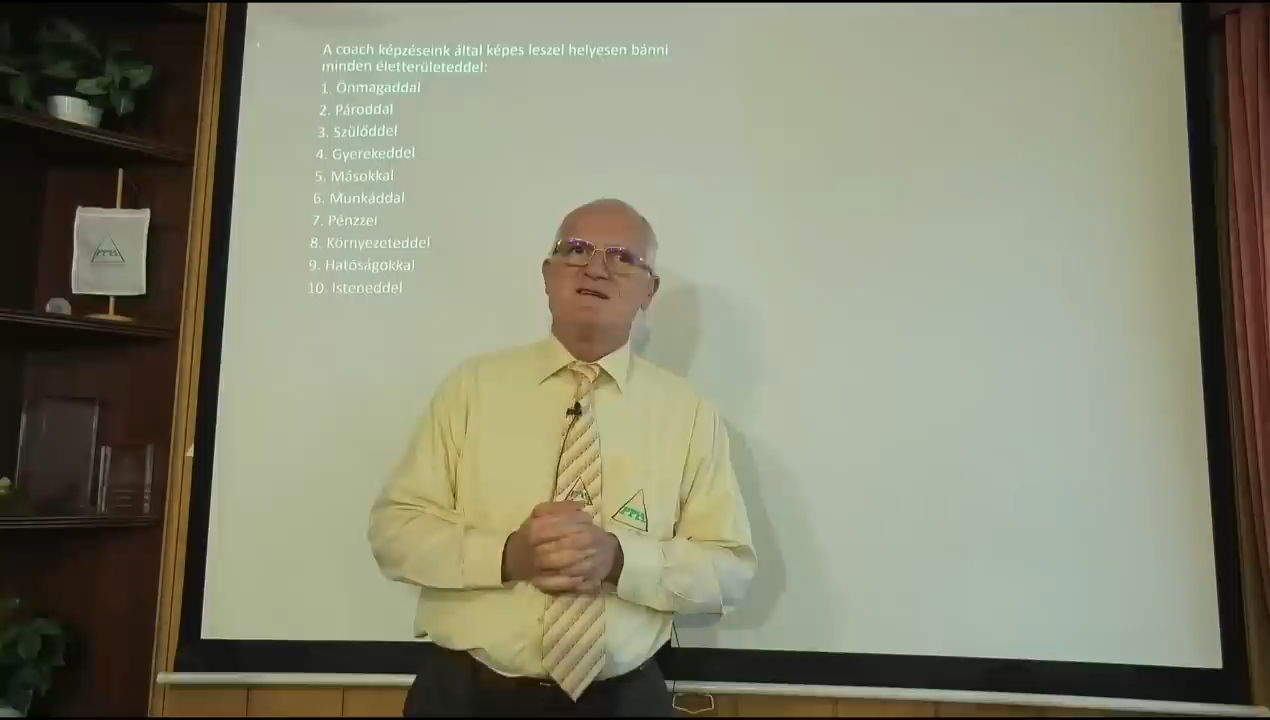 A coach képzéseink által képes leszel helyesen bánni
minden életterületeddel:
1. Önmagaddal
2. Pároddal
3. Szülőddel
4. Gyerekeddel
5. Másokkal
6. Munkáddal
7. Pénzzel
8. Környezeteddel
9. Hatóságokkal
10. Isteneddel